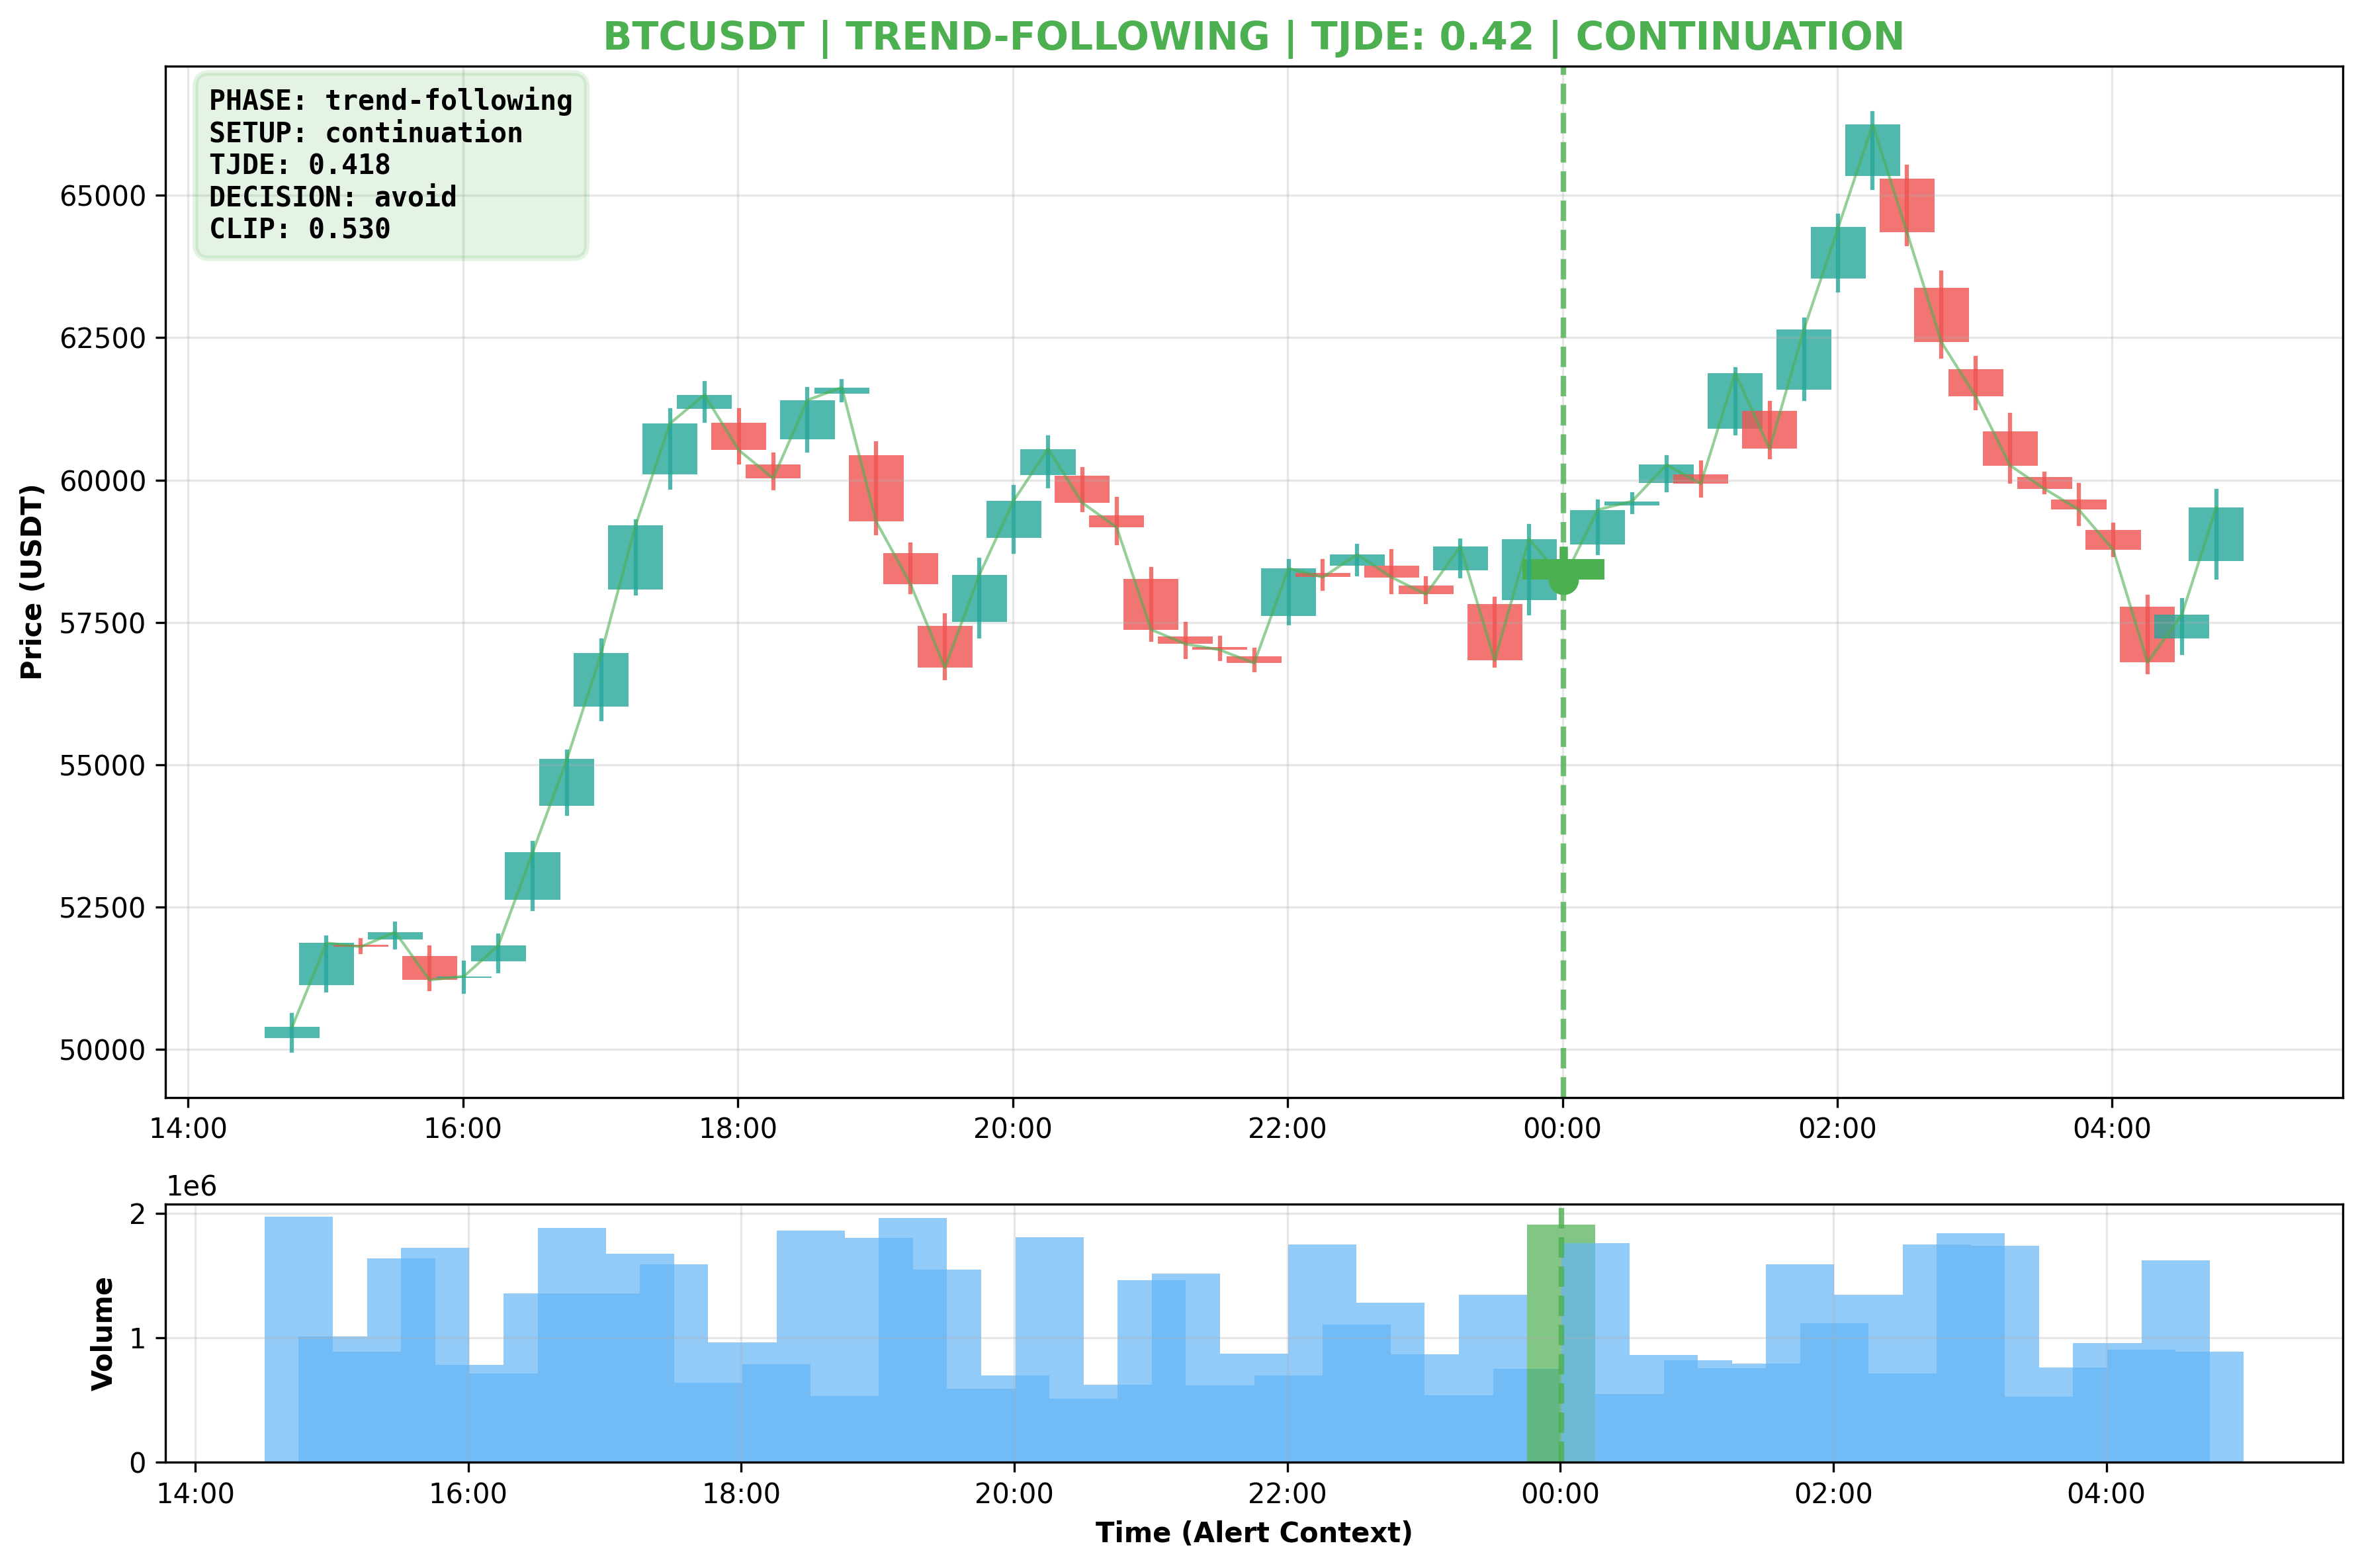 BTCUSDT | TREND-FOLLOWING | TJDE: 0.42 | CONTINUATION
PHASE: trend-following
SETUP: continuation
TJDE: 0.418
DECISION: avoid
CLIP: 0.530
Price (USDT)
65000
62500
60000
57500
55000
52500
50000
14:00 16:00 18:00 20:00 22:00 00:00 02:00 04:00
1e6
Volume
2
1
0
14:00 16:00 18:00 20:00 22:00 00:00 02:00 04:00
Time (Alert Context)